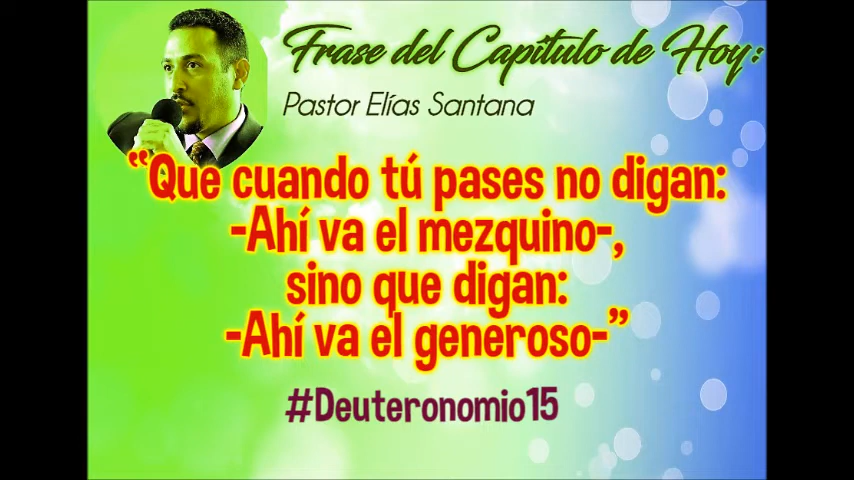 Frase del Capítulo de Hoy:
Pastor Elías Santana
“Que cuando tú pases no digan:
-Ahí va el mezquino-,
sino que digan:
-Ahí va el generoso-”
#Deuteronomio15